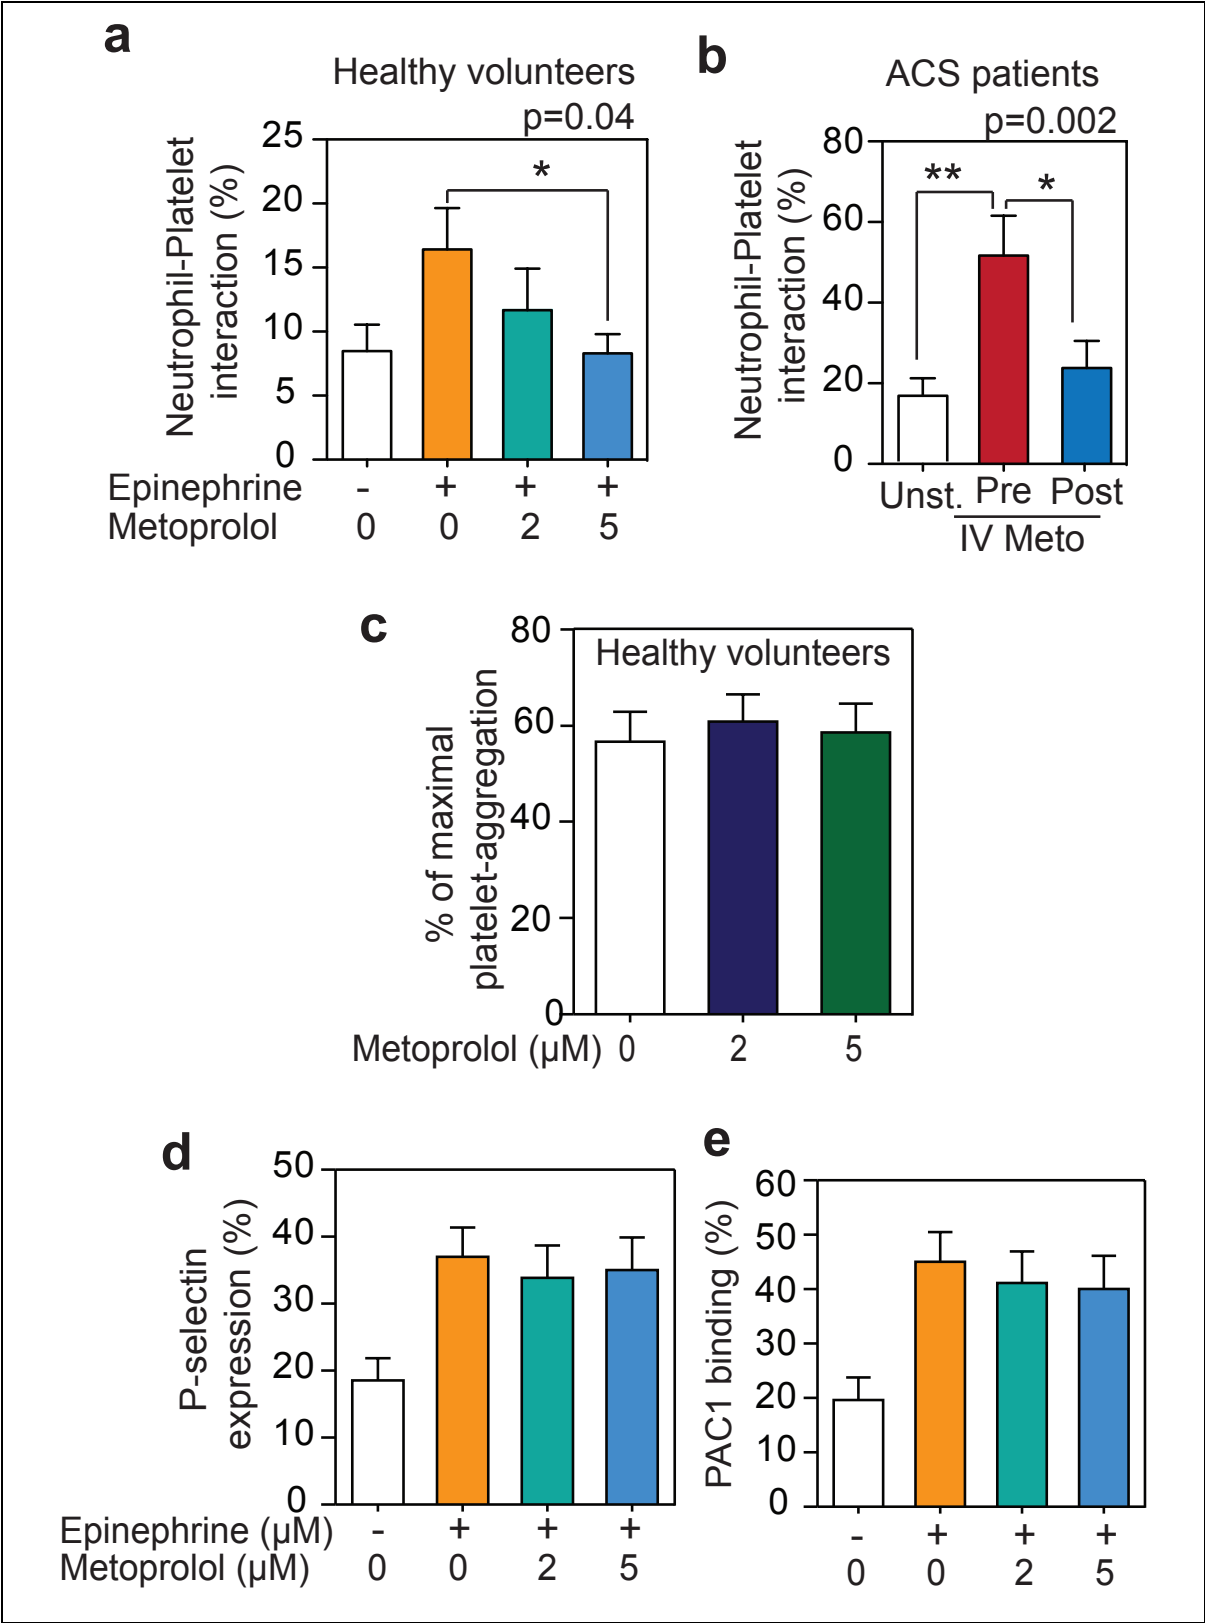 a
Healthy volunteers
p=0.04
Neutrophil-Platelet
interaction (%)
25
20
15
10
5
0
*
Epinephrine - + + +
Metoprolol 0 0 2 5
b
ACS patients
p=0.002
Neutrophil-Platelet
interaction (%)
80
60
40
20
0
** *
Unst. Pre Post
IV Meto
c
Healthy volunteers
% of maximal
platelet-aggregation
80
60
40
20
0
Metoprolol (µM) 0 2 5
d
P-selectin
expression (%)
50
40
30
20
10
0
Epinephrine (µM) - + + +
Metoprolol (µM) 0 0 2 5
e
PAC1 binding (%)
60
50
40
30
20
10
0
- + + +
0 0 2 5